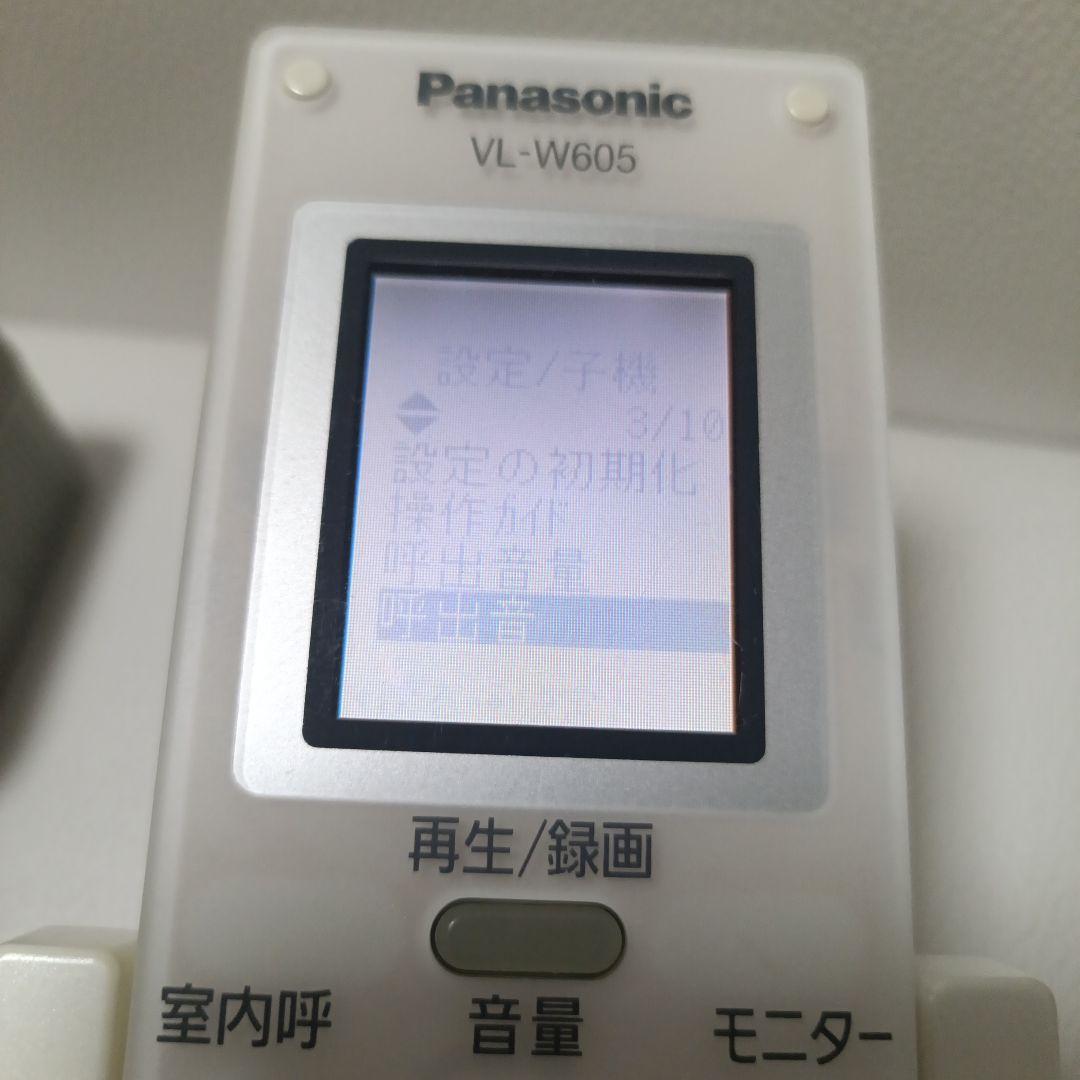 Panasonic
VL-W605
設定/子機
3/10
設定の初期化
操作ガイド
呼出音量
呼出音
再生/録画
室内呼 音量 モニター